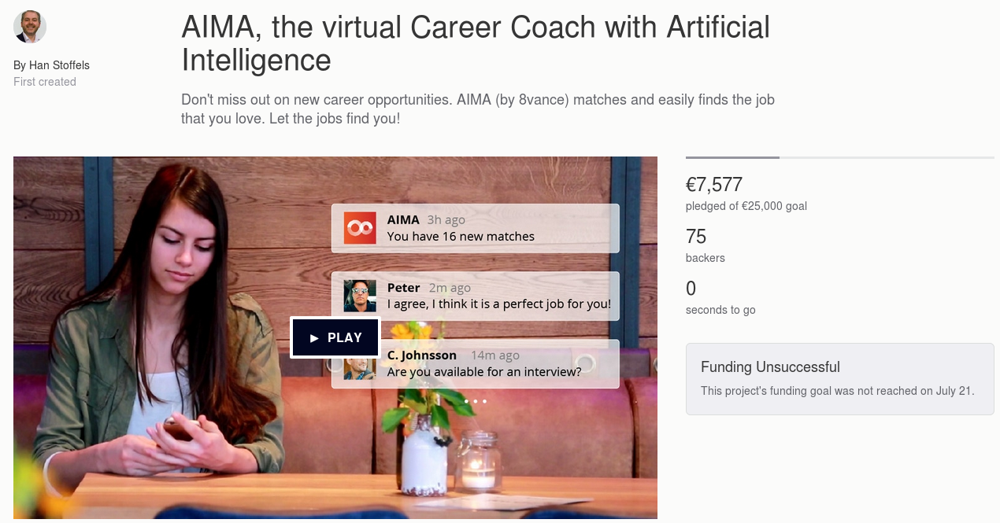 By Han Stoffels
First created
AIMA, the virtual Career Coach with Artificial
Intelligence
Don't miss out on new career opportunities. AIMA (by 8vance) matches and easily finds the job
that you love. Let the jobs find you!
AIMA 3h ago
You have 16 new matches
Peter 2m ago
I agree, I think it is a perfect job for you!
► PLAY
C. Johnsson 14m ago
Are you available for an interview?
€7,577
pledged of €25,000 goal
75
backers
0
seconds to go
Funding Unsuccessful
This project's funding goal was not reached on July 21.